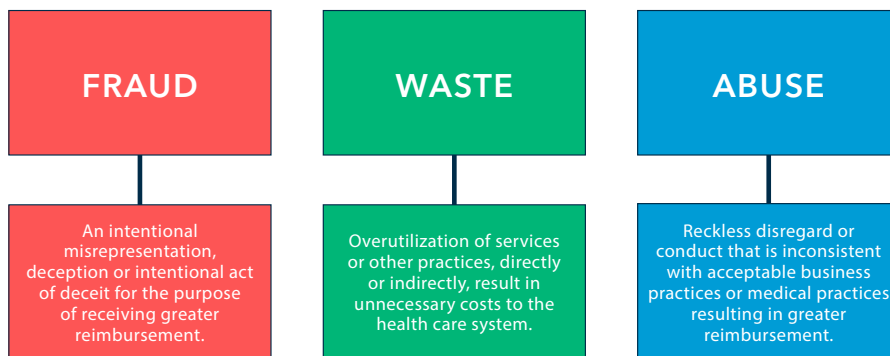 FRAUD
WASTE
ABUSE
An intentional
misrepresentation,
deception or intentional act
of deceit for the purpose
of receiving greater
reimbursement.
Overutilization of services
or other practices, directly
or indirectly, result in
unnecessary costs to the
health care system.
Reckless disregard or
conduct that is inconsistent
with acceptable business
practices or medical practices
resulting in greater
reimbursement.